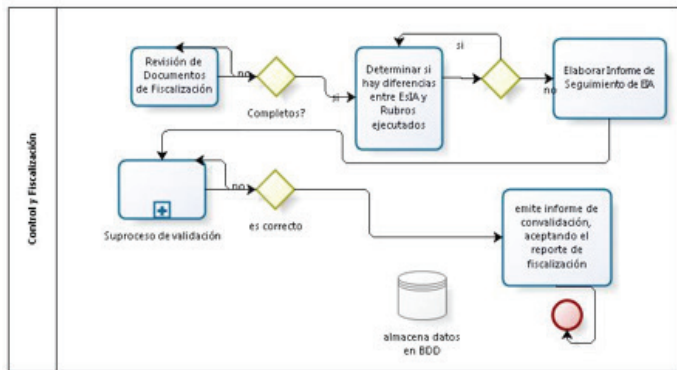 Control y Fiscalización
Revisión de
Documentos
de Fiscalización
no
Completos?
si
Determinar si
hay diferencias
entre EsIA y
Rubros
ejecutados
si
no
Elaborar Informe de
Seguimiento de EIA
Suproceso de validación
no
es correcto
emite informe de
convalidación,
aceptando el
reporte de
fiscalización
almacena datos
en BDD